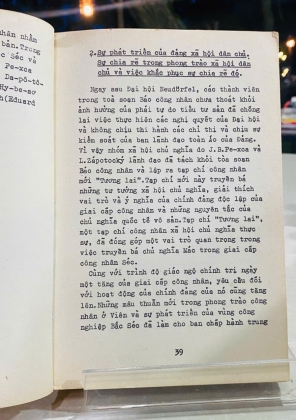 nhằm
bản. Trong
Séc và
Pe-xca
Da-pô-tô-
Hy-be-sơ
h(Eduard
2. Sự phát triển của đảng xã hội dân chủ.
Sự chia rẽ trong phong trào xã hội dân
chủ và việc khắc phục sự chia rẽ đó.
Ngay sau Đại hội Neudörfel, các thành viên
trong toà soạn Báo công nhân chưa thoát khỏi
ảnh hưởng của phái tự do tiểu tư sản đã chống
lại việc thực hiện các nghị quyết của Đại hội
và không chịu thi hành các chỉ thị và chịu sự
kiểm soát của ban lãnh đạo toàn Áo của Đảng.
Vì vậy nhóm xã hội chủ nghĩa do J.B.Pe-xca và
L.Zápotocký lãnh đạo đã tách khỏi tòa soạn
Báo công nhân và lập ra tạp chí công nhân
mới "Tương lai". Tạp chí mới này truyền bá
những tư tưởng xã hội chủ nghĩa, giải thích
vai trò và ý nghĩa của chính đảng độc lập của
giai cấp công nhân và những nguyên tắc của
chủ nghĩa quốc tế vô sản. Tạp chí "Tương lai",
một tạp chí công nhân xã hội chủ nghĩa thực
sự, đã đóng góp một vai trò quan trọng trong
việc truyền bá chủ nghĩa Mác trong giai cấp
công nhân Séc.
Cùng với trình độ giác ngộ chính trị ngày
một tăng của giai cấp công nhân, yêu cầu đối
với hoạt động của chính đảng của nó cũng tăng
lên. Những mâu thuẫn mới trong phong trào công
nhân ở Viên và sự phát triển của vùng công
nghiệp Bắc Séc đã làm cho ban chấp hành trung
39